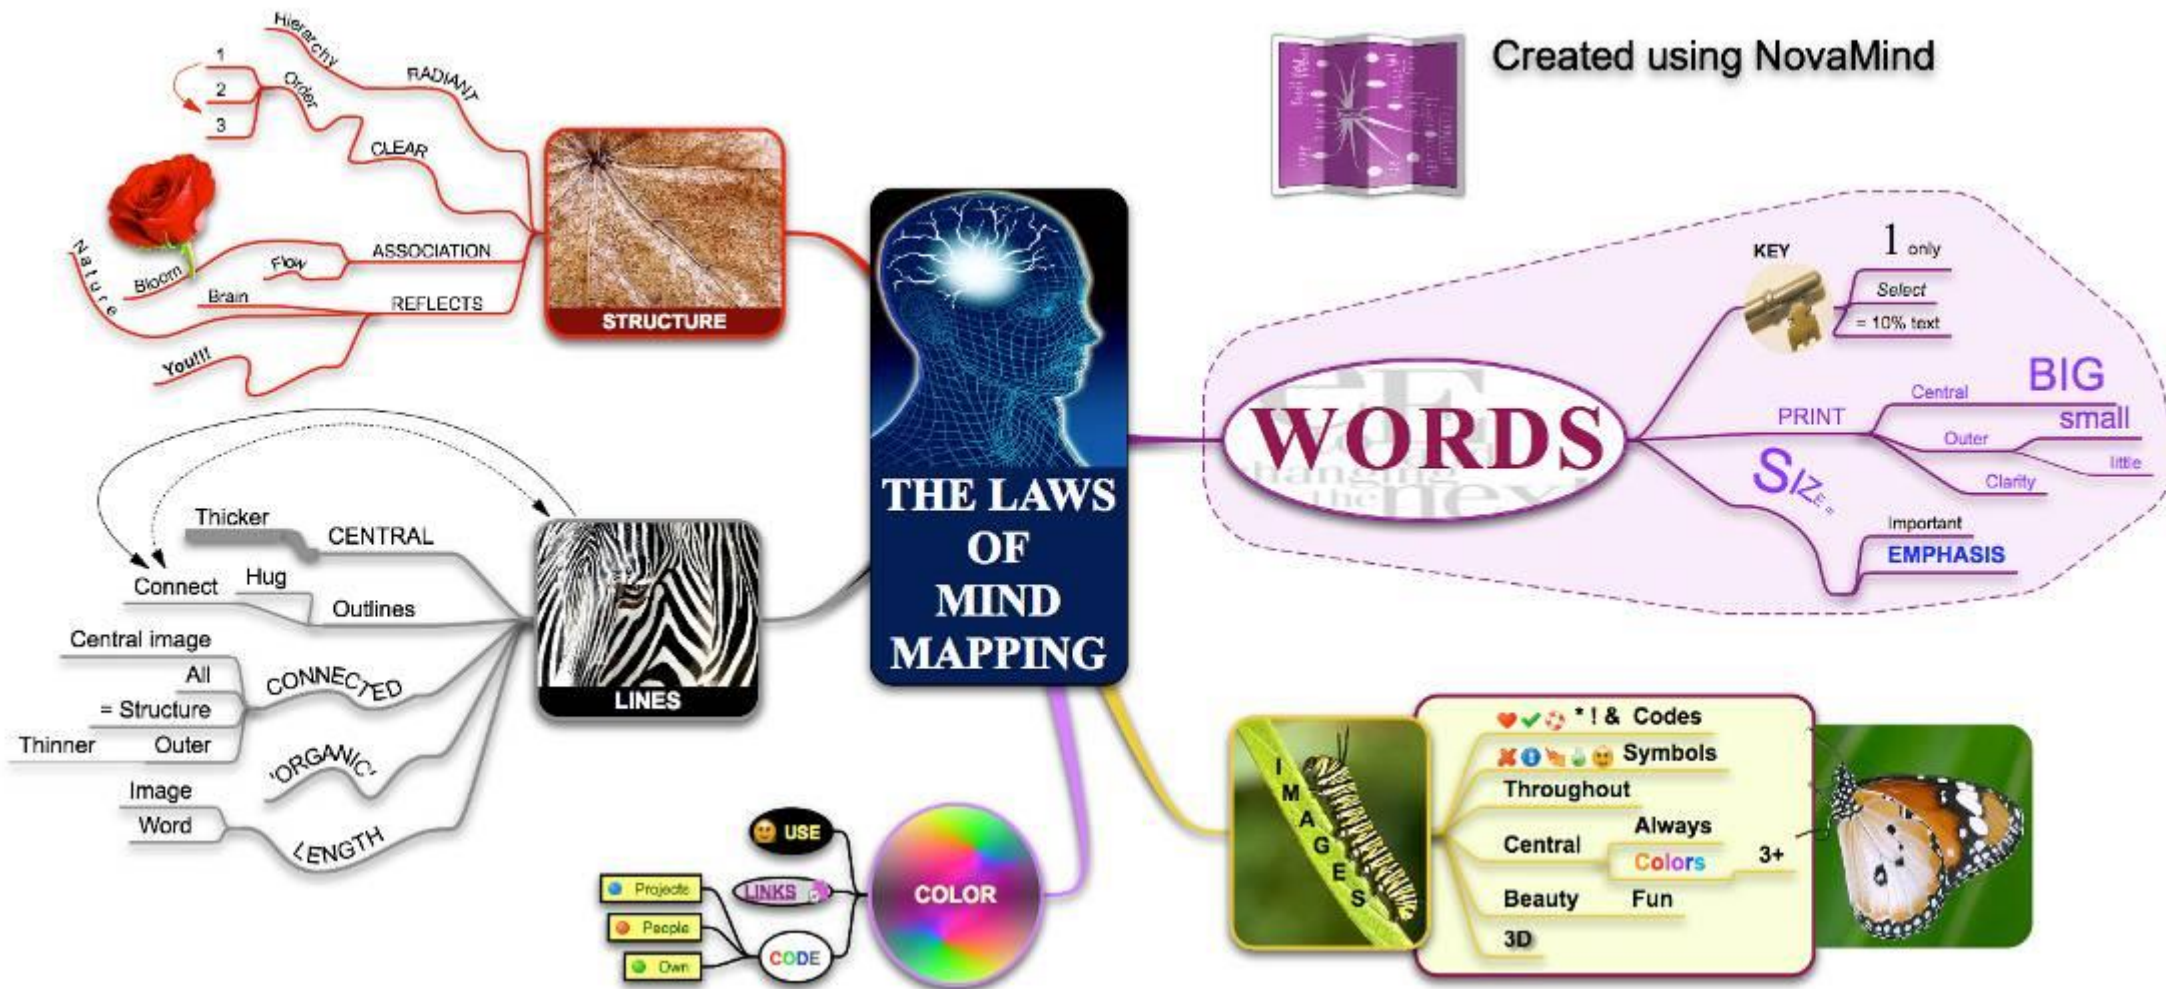 Created using NovaMind
THE LAWS
OF
MIND
MAPPING
STRUCTURE
RADIANT
Hierarchy
CLEAR
Order
1
2
3
ASSOCIATION
Bloom
Flow
REFLECTS
Brain
Nature
You!!!
LINES
CENTRAL
Thicker
Outlines
Hug
Connect
CONNECTED
Central image
All
= Structure
Outer
Thinner
'ORGANIC'
LENGTH
Image
Word
COLOR
USE
LINKS
CODE
Projects
People
Own
WORDS
KEY
1 only
Select
= 10% text
PRINT
Central
BIG
Outer
small
little
Clarity
SIZE =
Important
EMPHASIS
IMAGES
* ! & Codes
Symbols
Throughout
Central
Always
Colors
3+
Beauty
Fun
3D